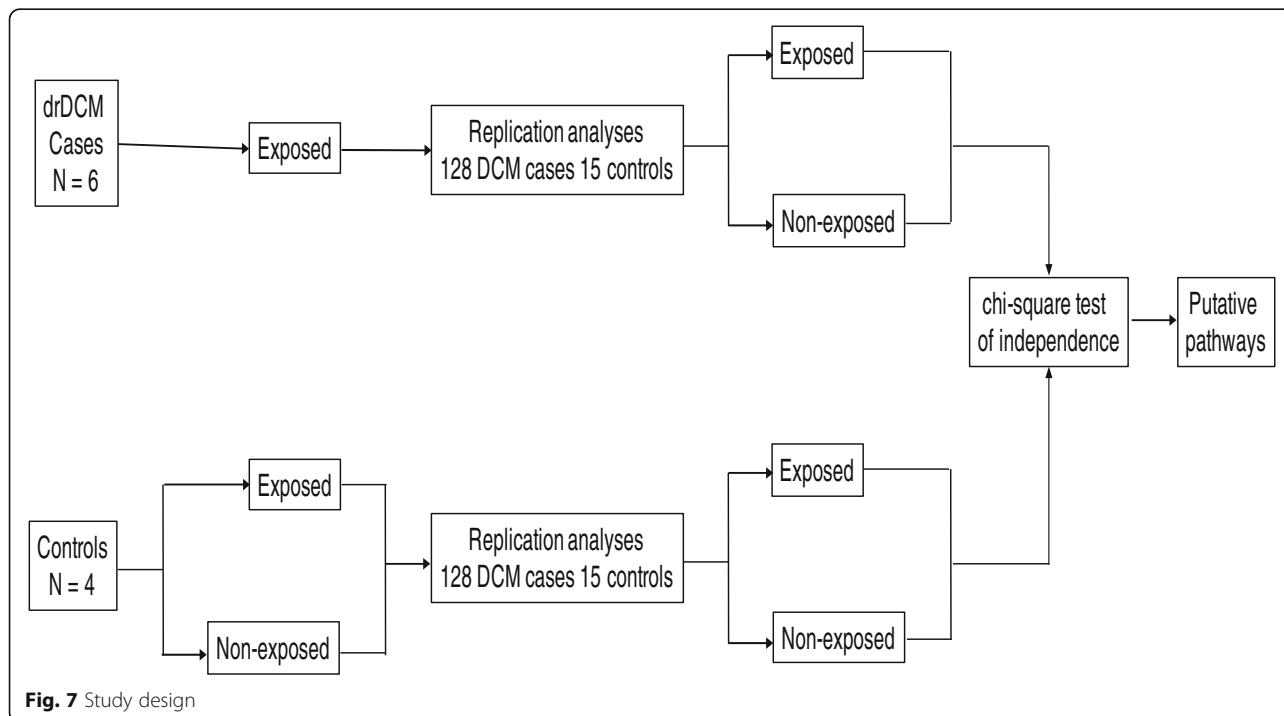 drDCM
Cases
N = 6
Exposed
Replication analyses
128 DCM cases 15 controls
Exposed
Non-exposed
chi-square test
of independence
Putative
pathways
Controls
N = 4
Exposed
Non-exposed
Replication analyses
128 DCM cases 15 controls
Exposed
Non-exposed
Fig. 7 Study design